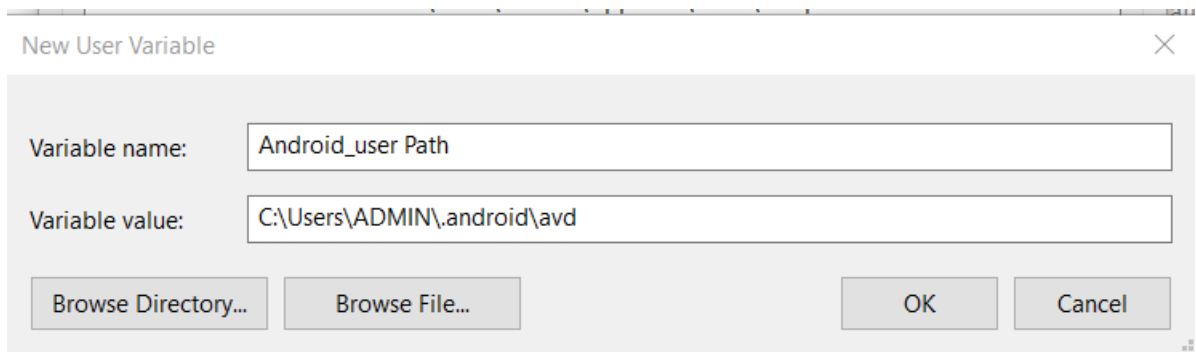 New User Variable
Variable name: Android_user Path
Variable value: C:\Users\ADMIN\.android\avd
Browse Directory... Browse File... OK Cancel